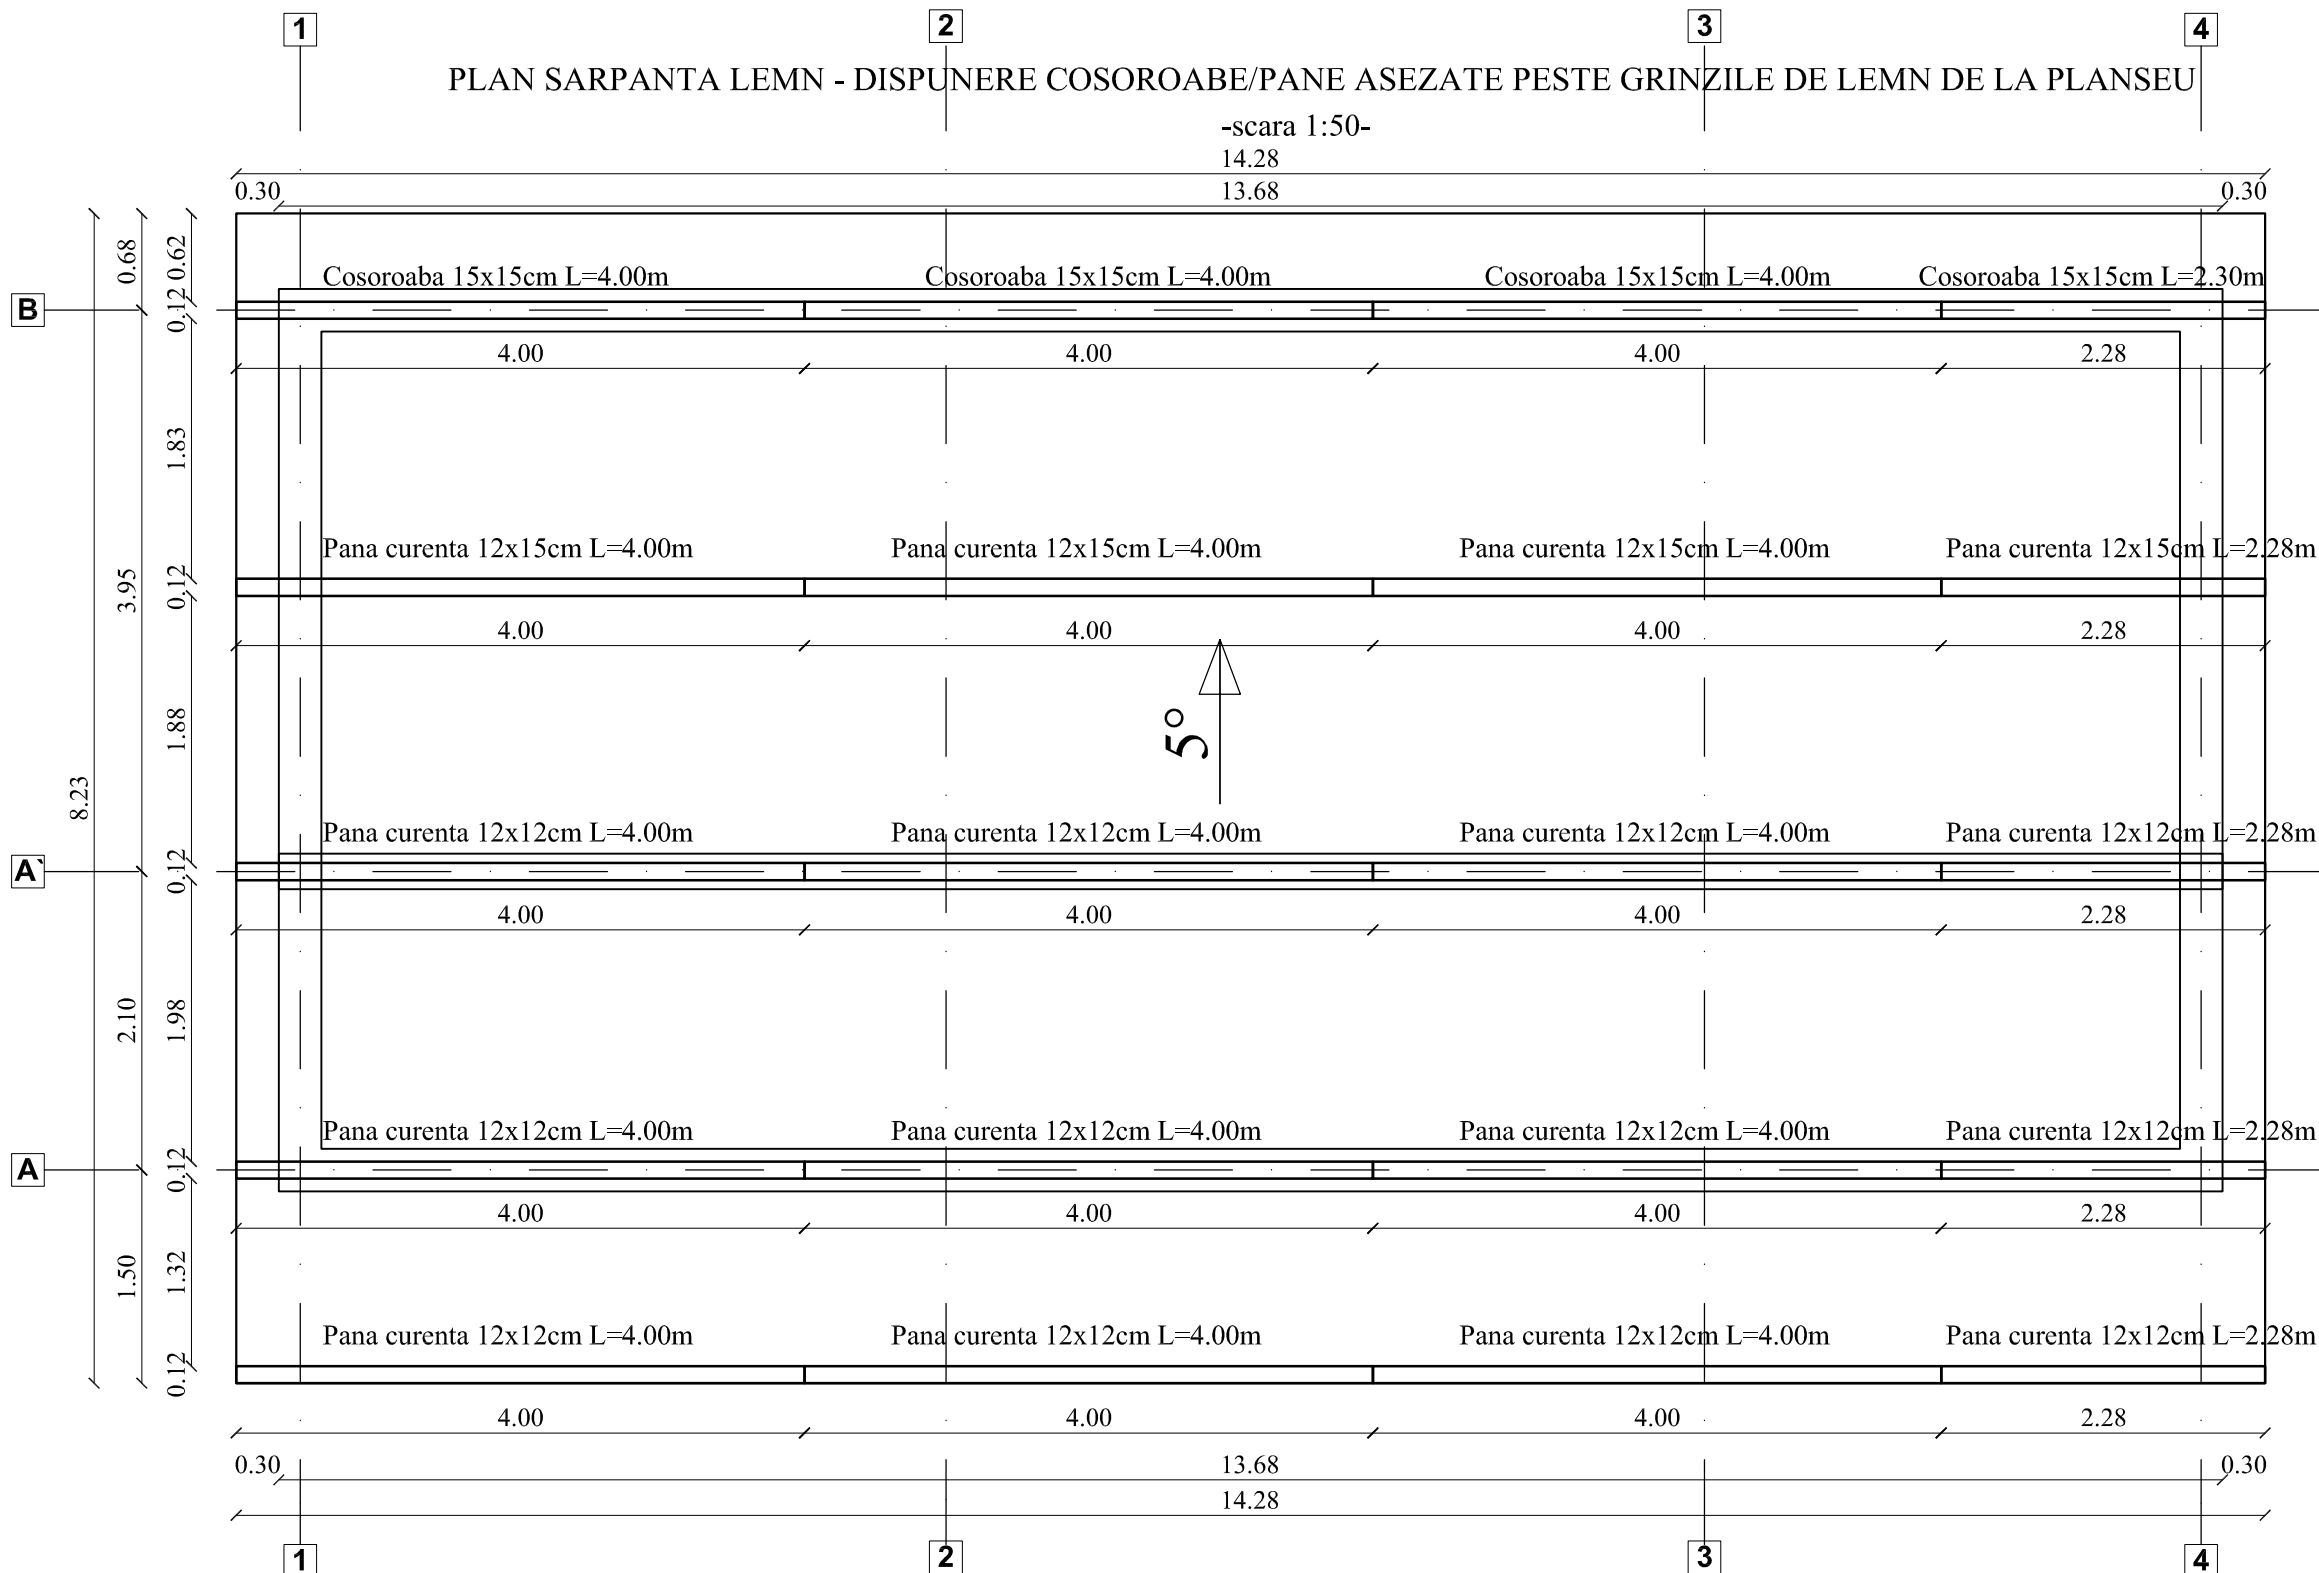 1 2 3 4
PLAN SARPANTA LEMN - DISPUNERE COSOROABE/PANE ASEZATE PESTE GRINZILE DE LEMN DE LA PLANSEU
-scara 1:50-
14.28
0.30 13.68 0.30
0.68 0.62
Cosoroaba 15x15cm L=4.00m Cosoroaba 15x15cm L=4.00m Cosoroaba 15x15cm L=4.00m Cosoroaba 15x15cm L=2.30m
B 0.12
4.00 4.00 4.00 2.28
1.83
Pana curenta 12x15cm L=4.00m Pana curenta 12x15cm L=4.00m Pana curenta 12x15cm L=4.00m Pana curenta 12x15cm L=2.28m
3.95 0.12
4.00 4.00 4.00 2.28
1.88 5°
8.23
Pana curenta 12x12cm L=4.00m Pana curenta 12x12cm L=4.00m Pana curenta 12x12cm L=4.00m Pana curenta 12x12cm L=2.28m
A` 0.12
4.00 4.00 4.00 2.28
2.10 1.98
Pana curenta 12x12cm L=4.00m Pana curenta 12x12cm L=4.00m Pana curenta 12x12cm L=4.00m Pana curenta 12x12cm L=2.28m
A 0.12
4.00 4.00 4.00 2.28
1.50 1.32
Pana curenta 12x12cm L=4.00m Pana curenta 12x12cm L=4.00m Pana curenta 12x12cm L=4.00m Pana curenta 12x12cm L=2.28m
0.12
4.00 4.00 4.00 2.28
0.30 13.68 0.30
14.28
1 2 3 4